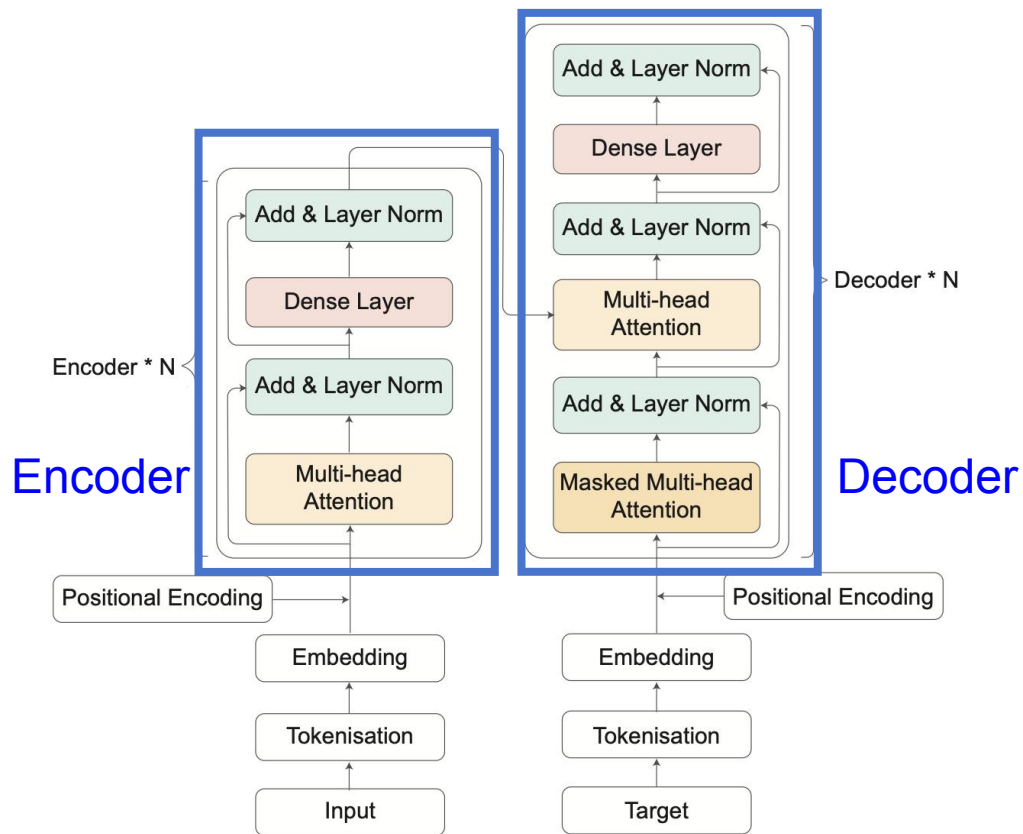 Add & Layer Norm
Dense Layer
Add & Layer Norm
Multi-head
Attention
Add & Layer Norm
Masked Multi-head
Attention
Decoder * N
Decoder
Positional Encoding
Embedding
Tokenisation
Target
Add & Layer Norm
Dense Layer
Add & Layer Norm
Multi-head
Attention
Encoder * N
Encoder
Positional Encoding
Embedding
Tokenisation
Input